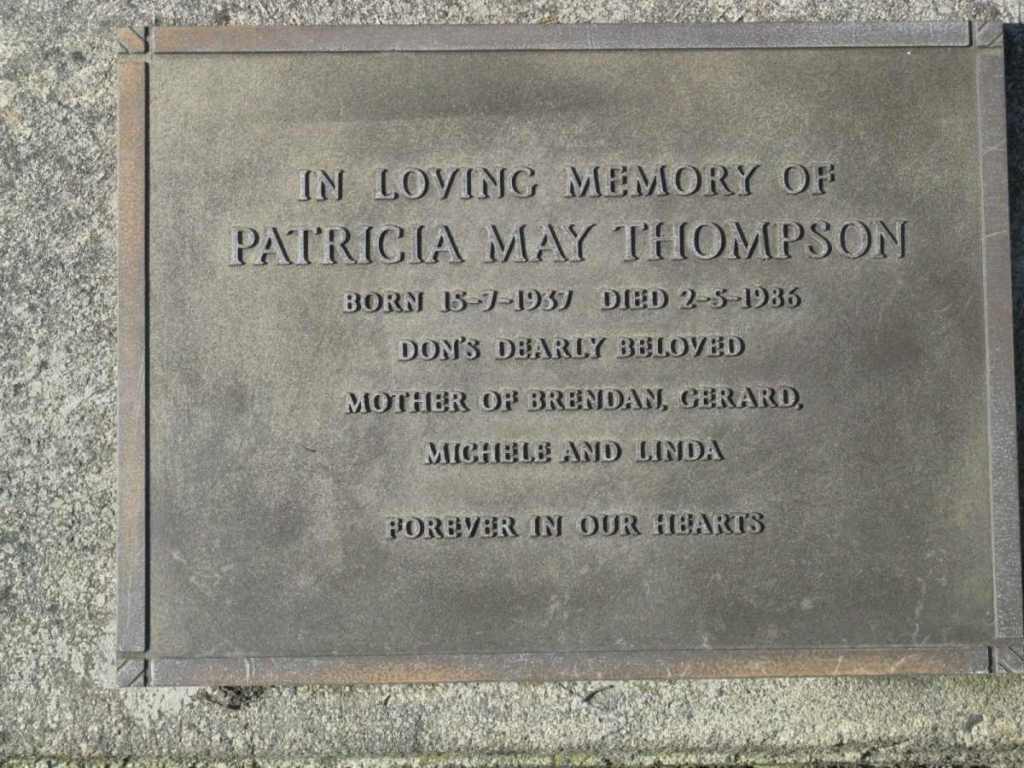 IN LOVING MEMORY OF
PATRICIA MAY THOMPSON
BORN 15-7-1937 DIED 2-5-1986
DON'S DEARLY BELOVED
MOTHER OF BRENDAN, GERARD,
MICHELE AND LINDA
FOREVER IN OUR HEARTS